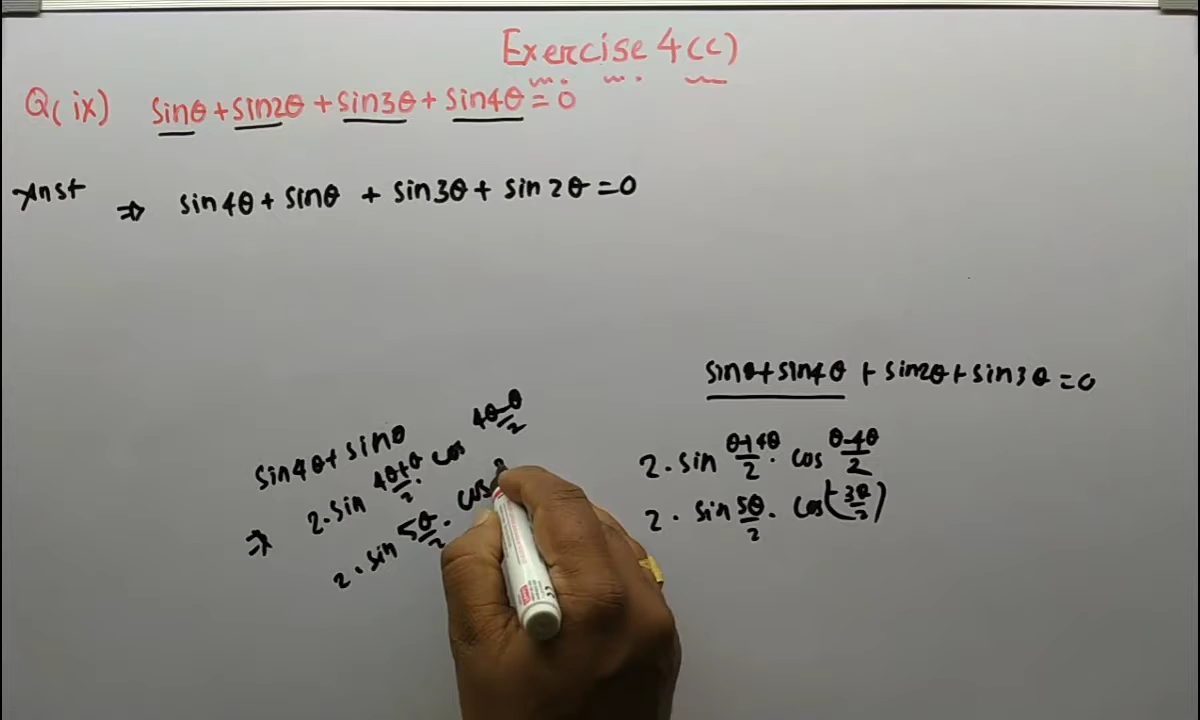 Exercise 4(c)
Q(ix) sinθ + sin2θ + sin3θ + sin4θ = 0
Ans+ ⇒ sin4θ + sinθ + sin3θ + sin2θ = 0
sinθ + sin4θ + sin2θ + sin3θ = 0
2 · sin (θ+4θ)/2 · cos (θ-4θ)/2
2 · sin 5θ/2 · cos(-3θ/2)
sin4θ + sinθ
⇒ 2 · sin (4θ+θ)/2 · cos (4θ-θ)/2
2 · sin 5θ/2 · cos